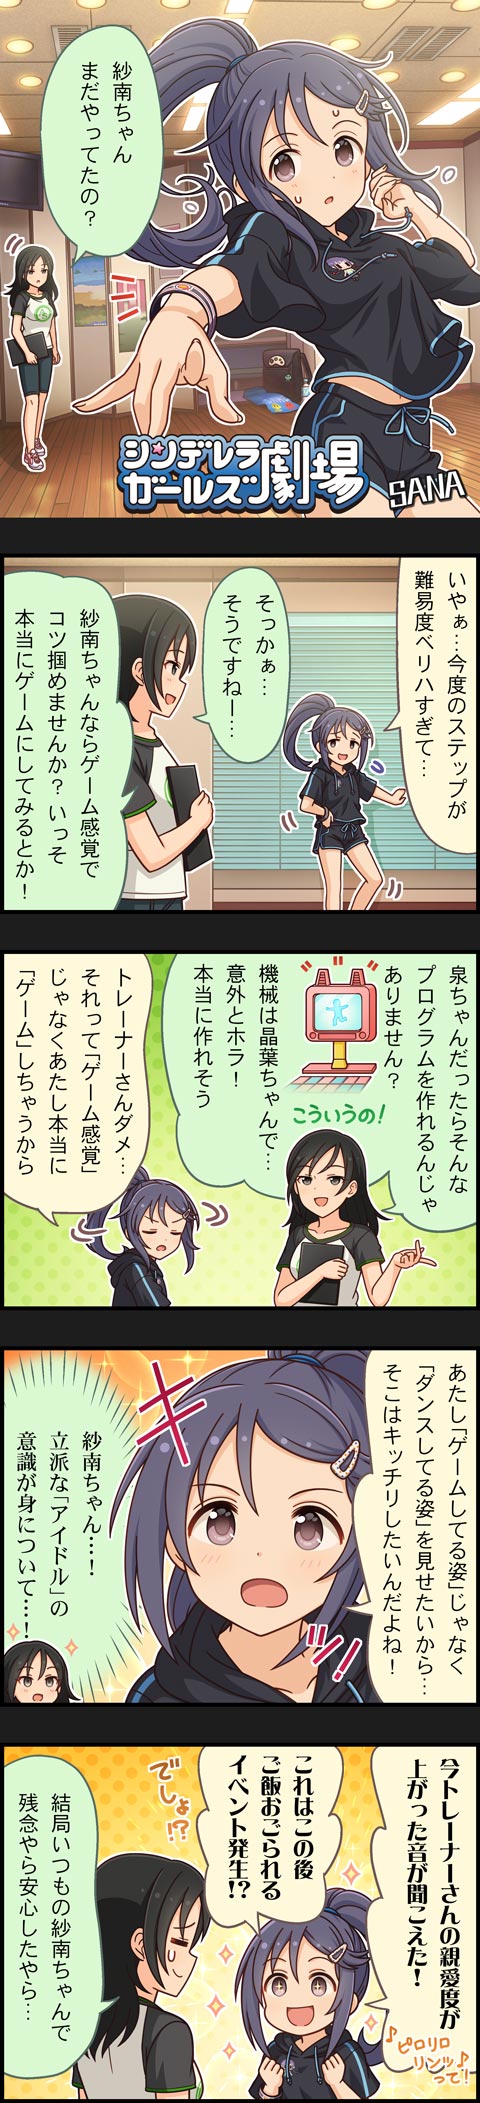 紗南ちゃん
まだやってたの？
シンデレラ
ガールズ劇場
SANA
いやぁ…今度のステップが
難易度ベリハすぎて…
そっかぁ…
そうですねー…
紗南ちゃんならゲーム感覚で
コツ掴めませんか？いっそ
本当にゲームにしてみるとか！
泉ちゃんだったらそんな
プログラムを作れるんじゃ
ありません？
こういうの！
機械は晶葉ちゃんで…
意外とホラ！
本当に作れそう
トレーナーさんダメ…
それって「ゲーム感覚」
じゃなくあたし本当に
「ゲーム」しちゃうから
あたし「ゲームしてる姿」じゃなく
「ダンスしてる姿」を見せたいから…
そこはキッチリしたいんだよね！
紗南ちゃん…！
立派な「アイドル」の
意識が身について…！
今トレーナーさんの親愛度が
上がった音が聞こえた！
♪ピロリロ
リンッ♪
って！
これはこの後
ご飯おごられる
イベント発生!?
でしょ!?
結局いつもの紗南ちゃんで
残念やら安心したやら…